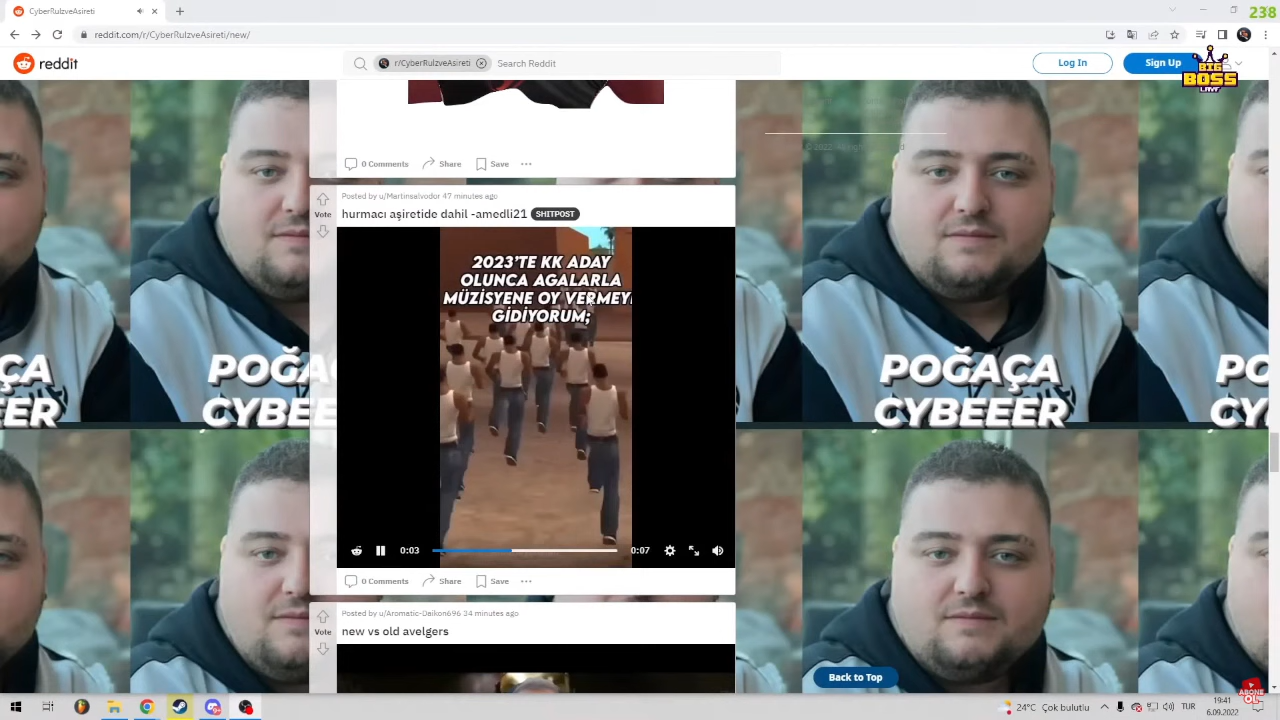 CyberRulzveAsireti
238
reddit.com/r/CyberRulzveAsireti/new/
reddit
r/CyberRulzveAsireti
Search Reddit
Log In
Sign Up
BIG
BOSS
LAYF
0 Comments
Share
Save
Posted by u/Martinsalvodor 47 minutes ago
Vote
hurmacı aşiretide dahil -amedli21
SHITPOST
2023'TE KK ADAY
OLUNCA AGALARLA
MÜZİSYENE OY VERMEYE
GİDİYORUM;
0:03
0:07
0 Comments
Share
Save
POĞAÇA
CYBEEER
POĞAÇA
CYBEEER
Posted by u/Aromatic-Daikon696 34 minutes ago
Vote
new vs old avelgers
Back to Top
ABONE
OL
24°C Çok bulutlu
TUR
19:41
6.09.2022